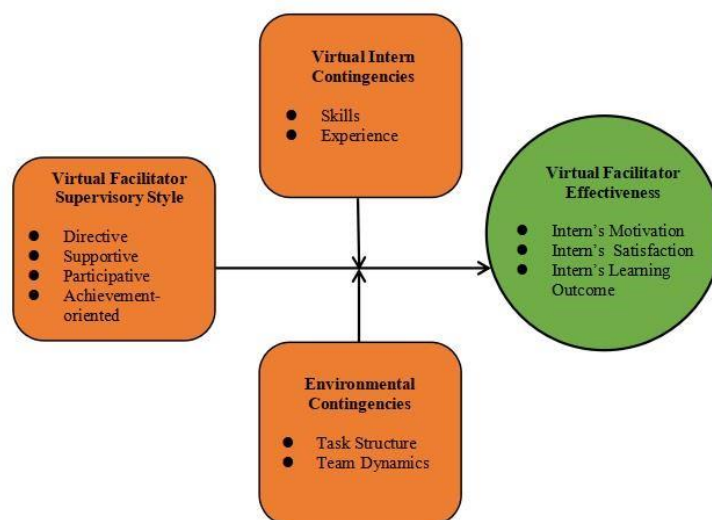 Virtual Intern
Contingencies
● Skills
● Experience
Virtual Facilitator
Supervisory Style
● Directive
● Supportive
● Participative
● Achievement-
oriented
Virtual Facilitator
Effectiveness
● Intern’s Motivation
● Intern’s Satisfaction
● Intern’s Learning
Outcome
Environmental
Contingencies
● Task Structure
● Team Dynamics